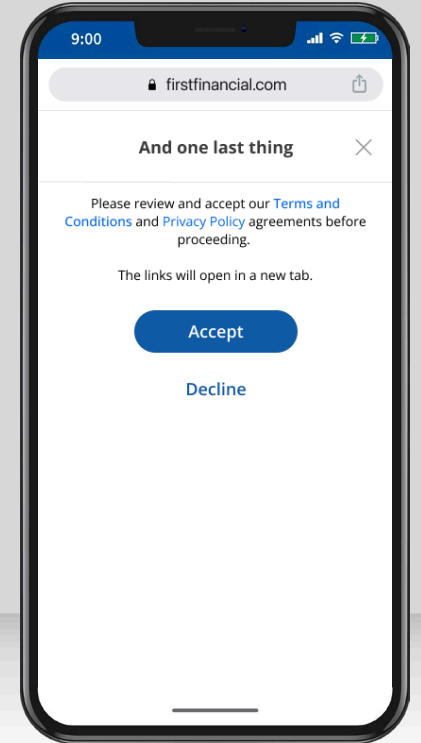 9:00
firstfinancial.com
And one last thing
Please review and accept our Terms and
Conditions and Privacy Policy agreements before
proceeding.
The links will open in a new tab.
Accept
Decline